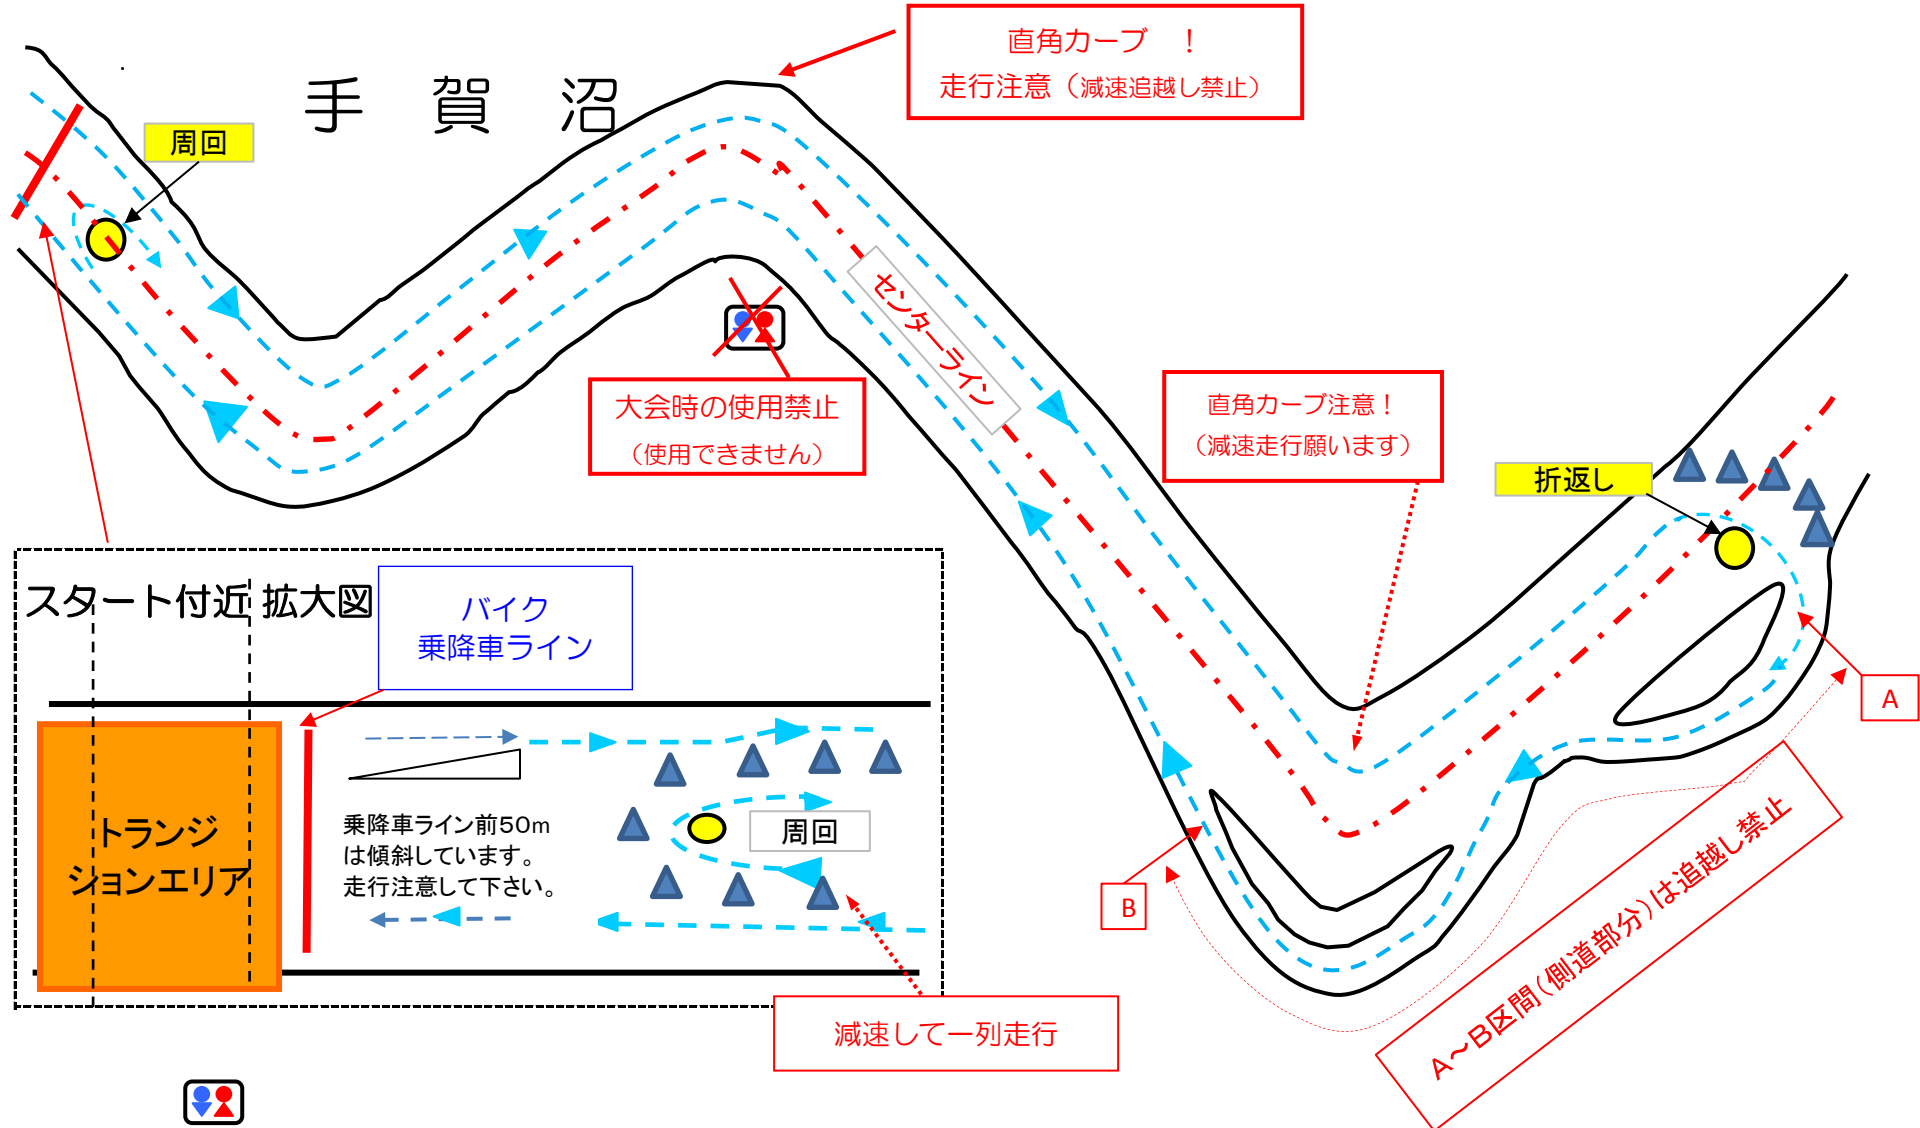 手　賀　沼
直角カーブ　！
走行注意（減速追越し禁止）
周回
センターライン
大会時の使用禁止
（使用できません）
直角カーブ注意！
（減速走行願います）
折返し
スタート付近 拡大図
バイク
乗降車ライン
A
トランジ
ションエリア
乗降車ライン前50m
は傾斜しています。
走行注意して下さい。
周回
B
A～B区間（側道部分）は追越し禁止
減速して一列走行